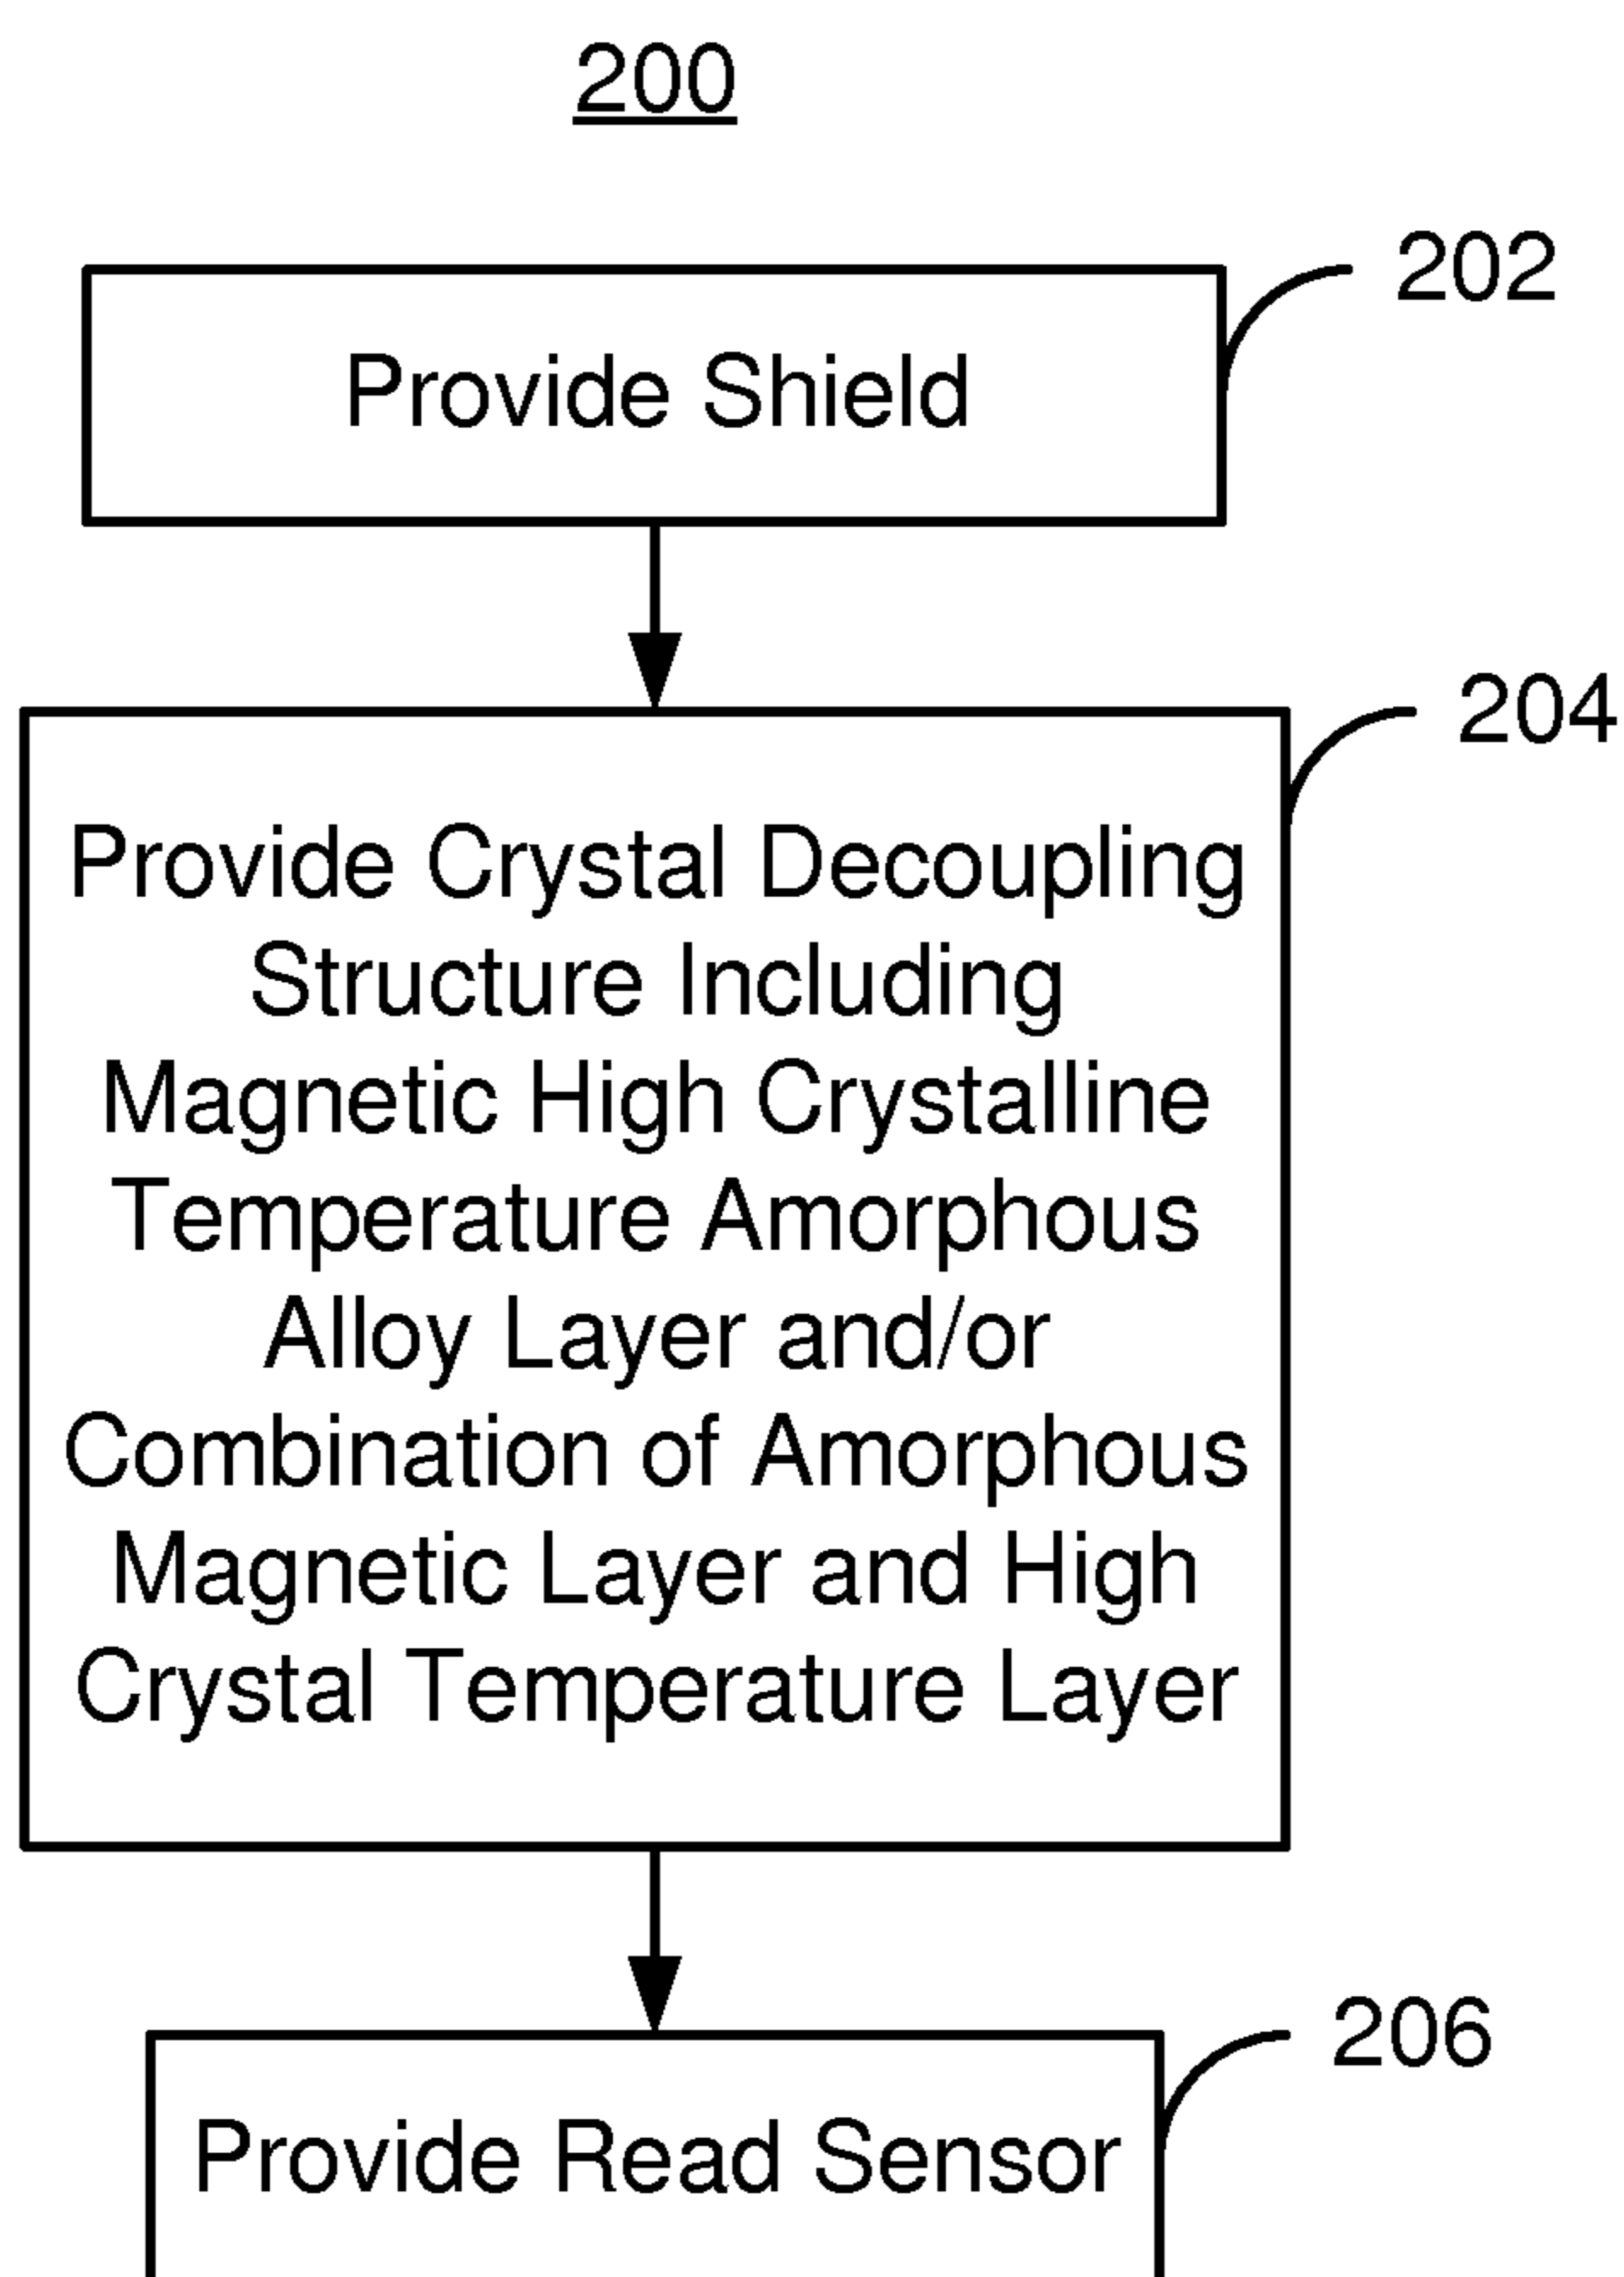 200
202
Provide Shield
204
Provide Crystal Decoupling
Structure Including
Magnetic High Crystalline
Temperature Amorphous
Alloy Layer and/or
Combination of Amorphous
Magnetic Layer and High
Crystal Temperature Layer
206
Provide Read Sensor